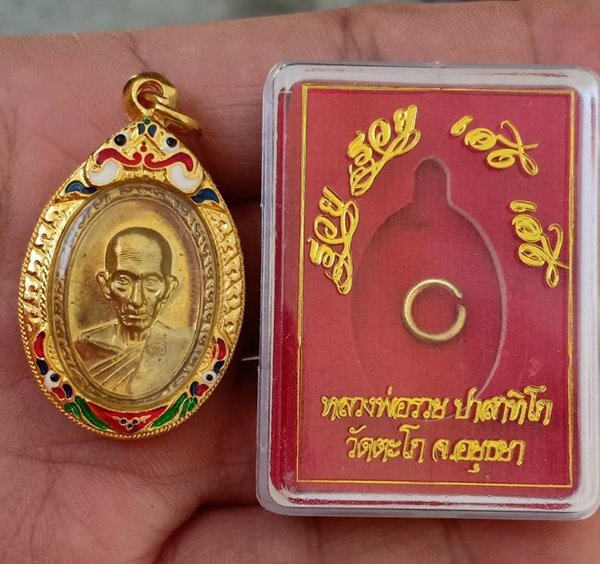 ร้อย ร้อย เฮง เฮง
หลวงพ่อรวย ปาสาทิโก
วัดตะโก จ.อยุธยา